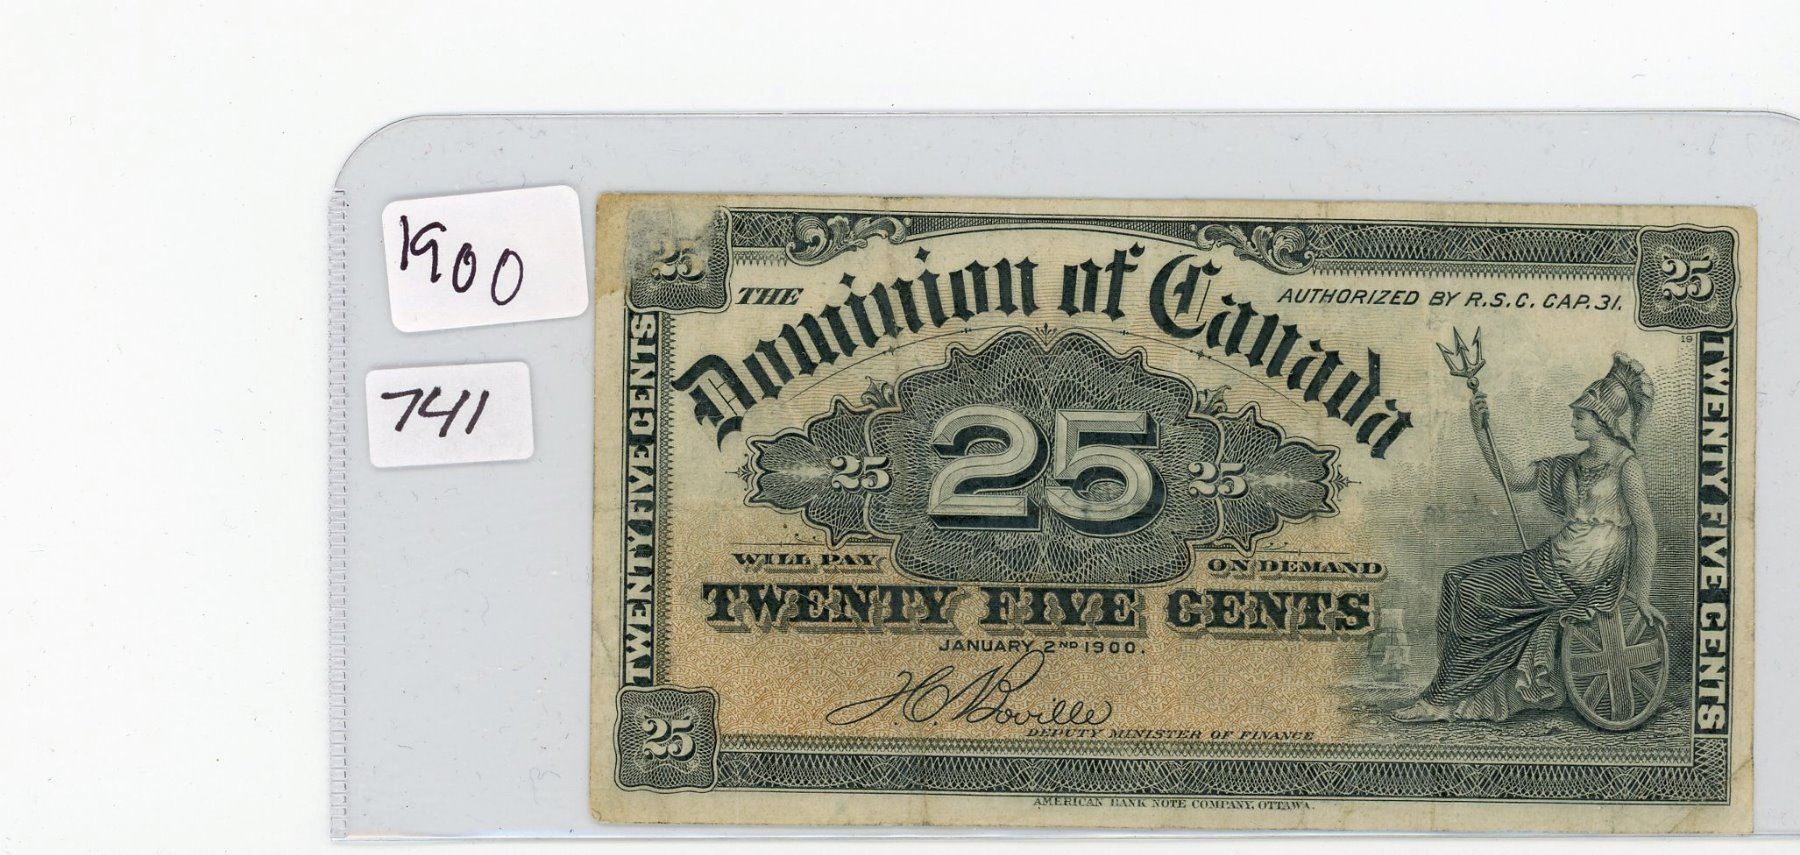 1900
741
25
25
THE
Dominion of Canada
AUTHORIZED BY R.S.C. CAP. 31.
19
TWENTY FIVE CENTS
TWENTY FIVE CENTS
25
25
25
WILL PAY
ON DEMAND
TWENTY FIVE CENTS
JANUARY 2ND 1900.
J.C. Boville
DEPUTY MINISTER OF FINANCE
25
AMERICAN BANK NOTE COMPANY, OTTAWA.